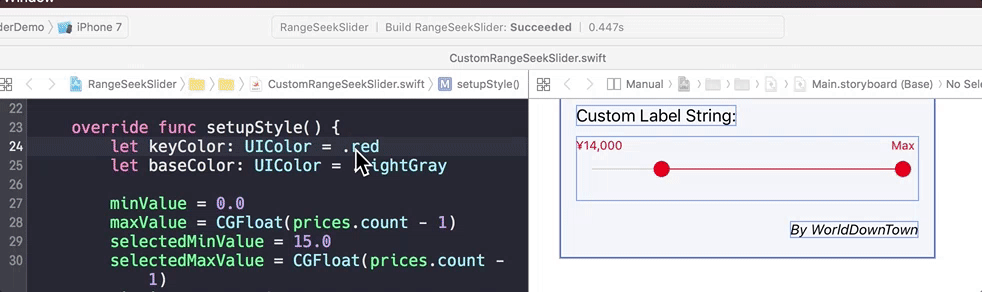 Window
derDemo iPhone 7
RangeSeekSlider | Build RangeSeekSlider: Succeeded | 0.447s
CustomRangeSeekSlider.swift
RangeSeekSlider CustomRangeSeekSlider.swift M setupStyle()
Manual Main.storyboard (Base) No Sele
22
23 override func setupStyle() {
24 let keyColor: UIColor = .red
25 let baseColor: UIColor = ightGray
26
27 minValue = 0.0
28 maxValue = CGFloat(prices.count - 1)
29 selectedMinValue = 15.0
30 selectedMaxValue = CGFloat(prices.count -
1)
Custom Label String:
¥14,000 Max
By WorldDownTown